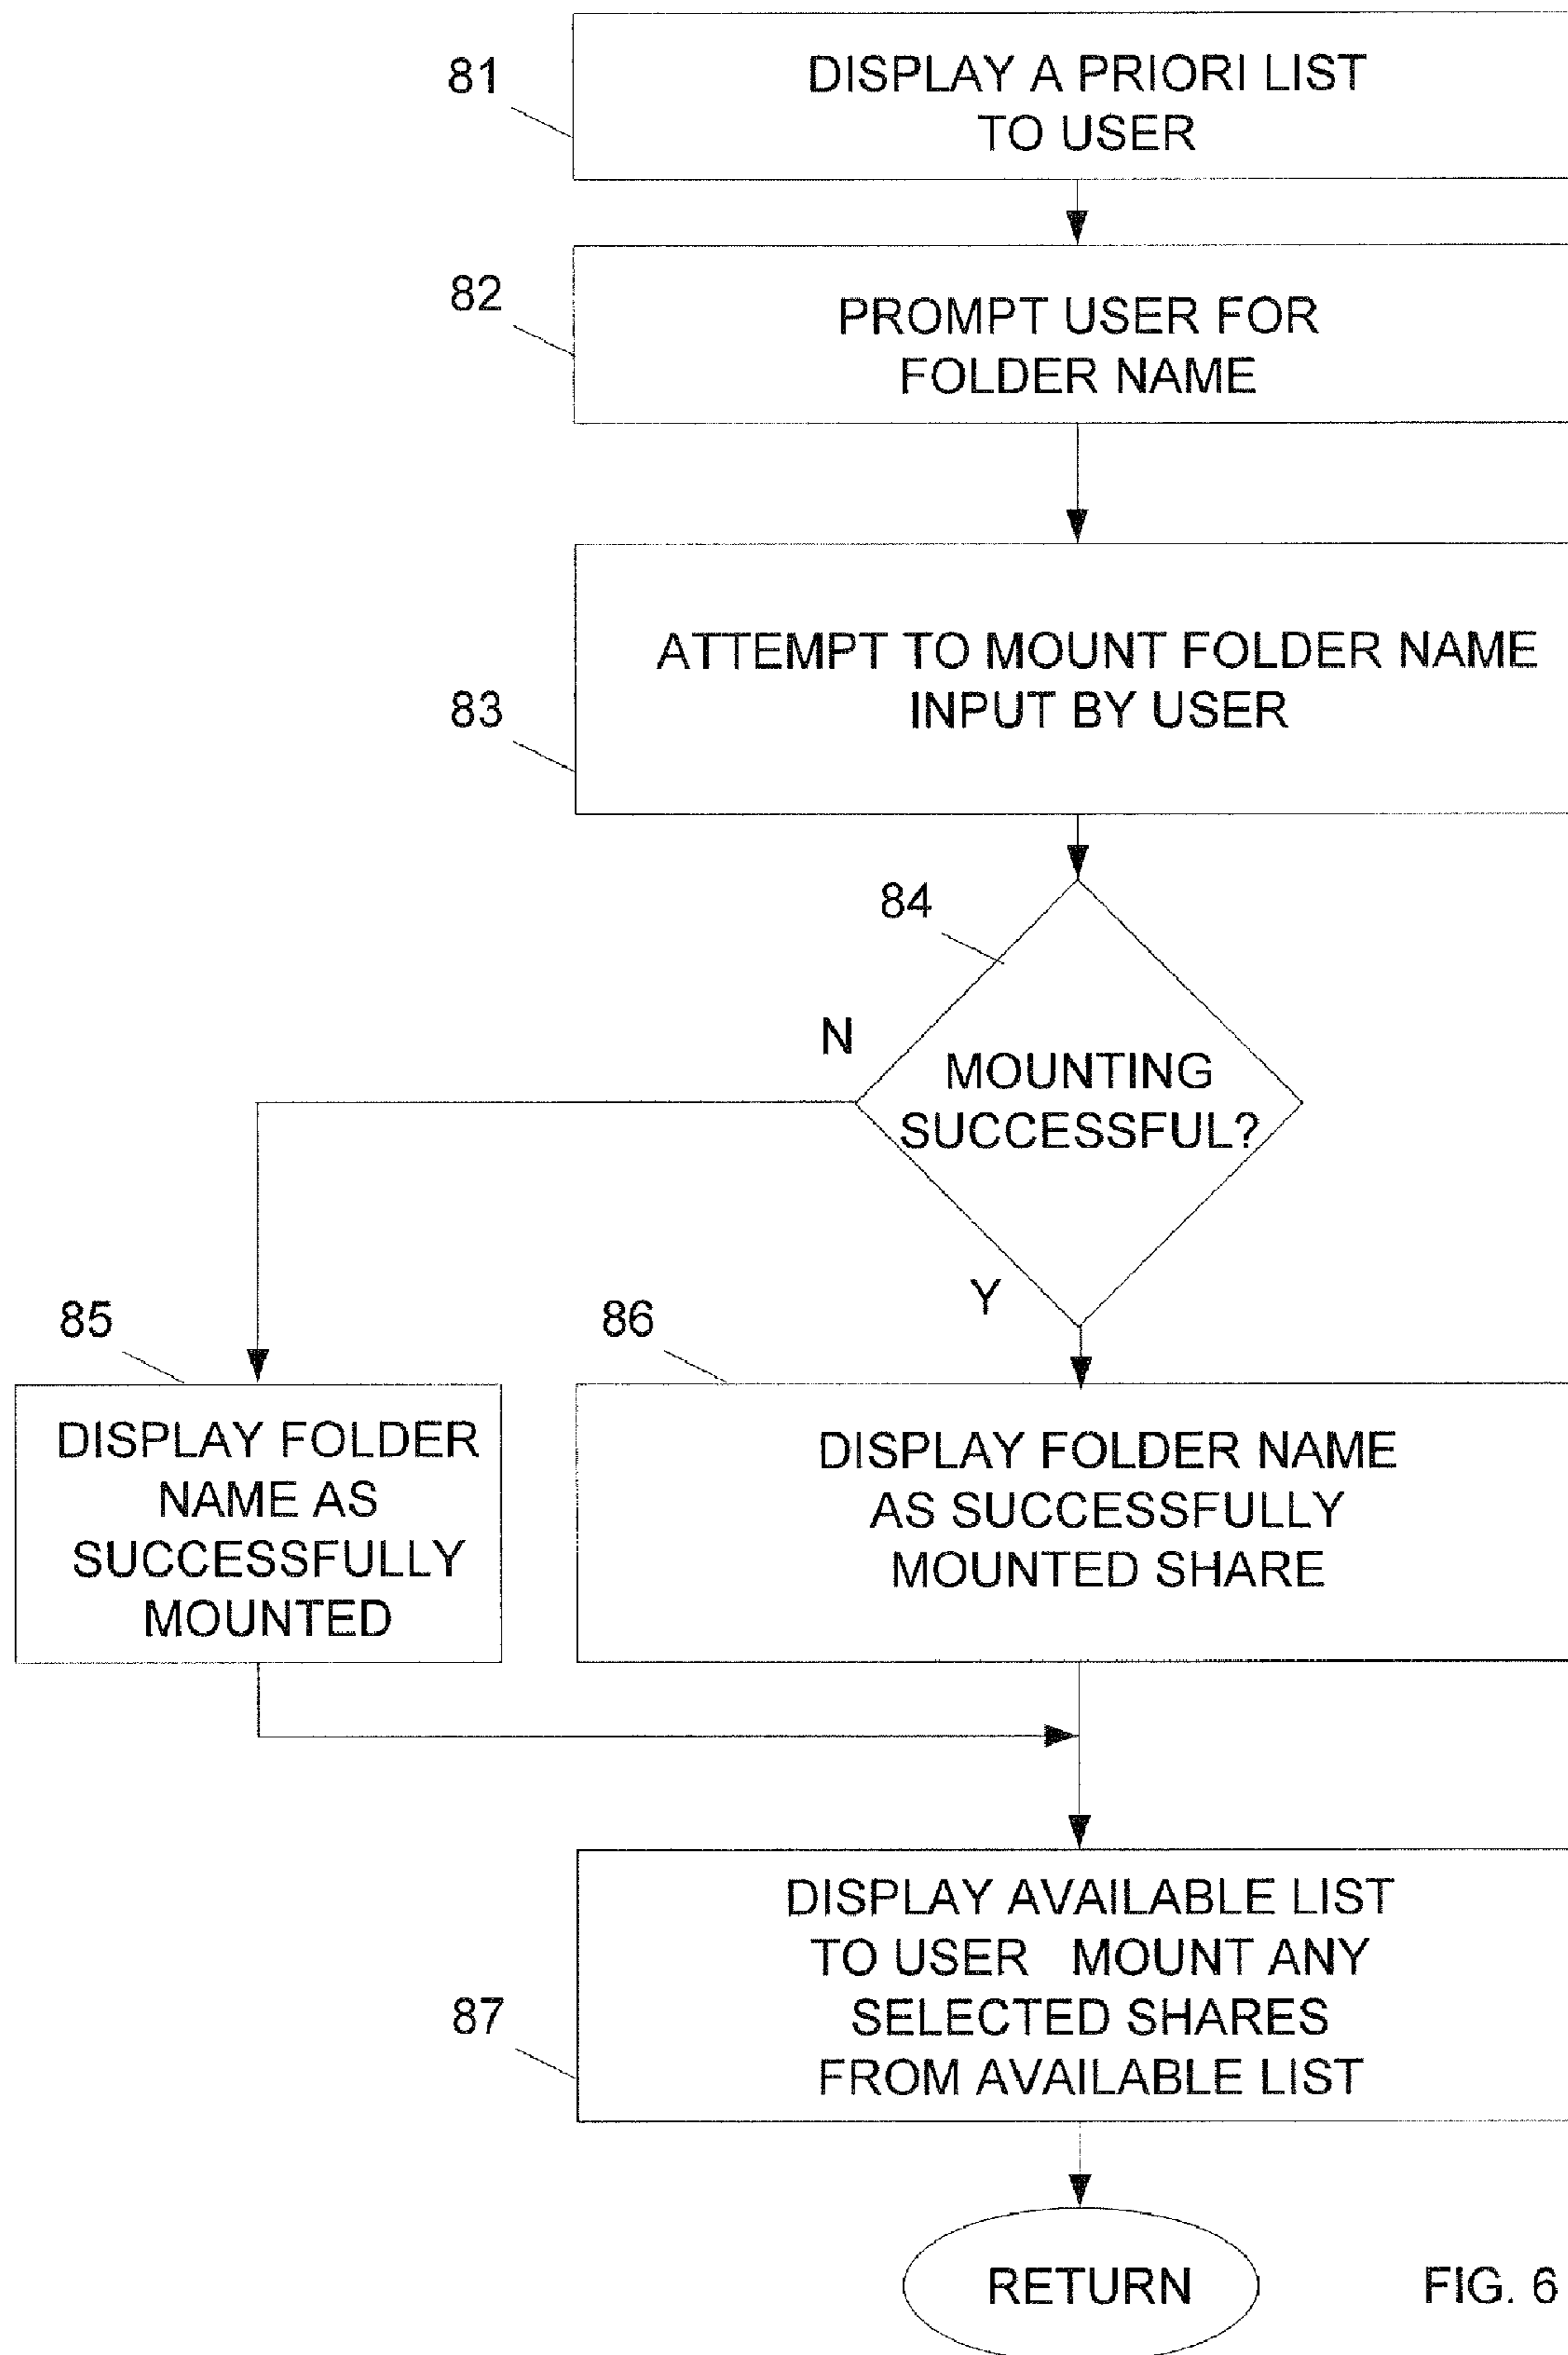 81
DISPLAY A PRIORI LIST
TO USER
82
PROMPT USER FOR
FOLDER NAME
ATTEMPT TO MOUNT FOLDER NAME
INPUT BY USER
83
84
N
MOUNTING
SUCCESSFUL?
Y
85
86
DISPLAY FOLDER
NAME AS
SUCCESSFULLY
MOUNTED
DISPLAY FOLDER NAME
AS SUCCESSFULLY
MOUNTED SHARE
DISPLAY AVAILABLE LIST
TO USER MOUNT ANY
SELECTED SHARES
FROM AVAILABLE LIST
87
RETURN
FIG. 6